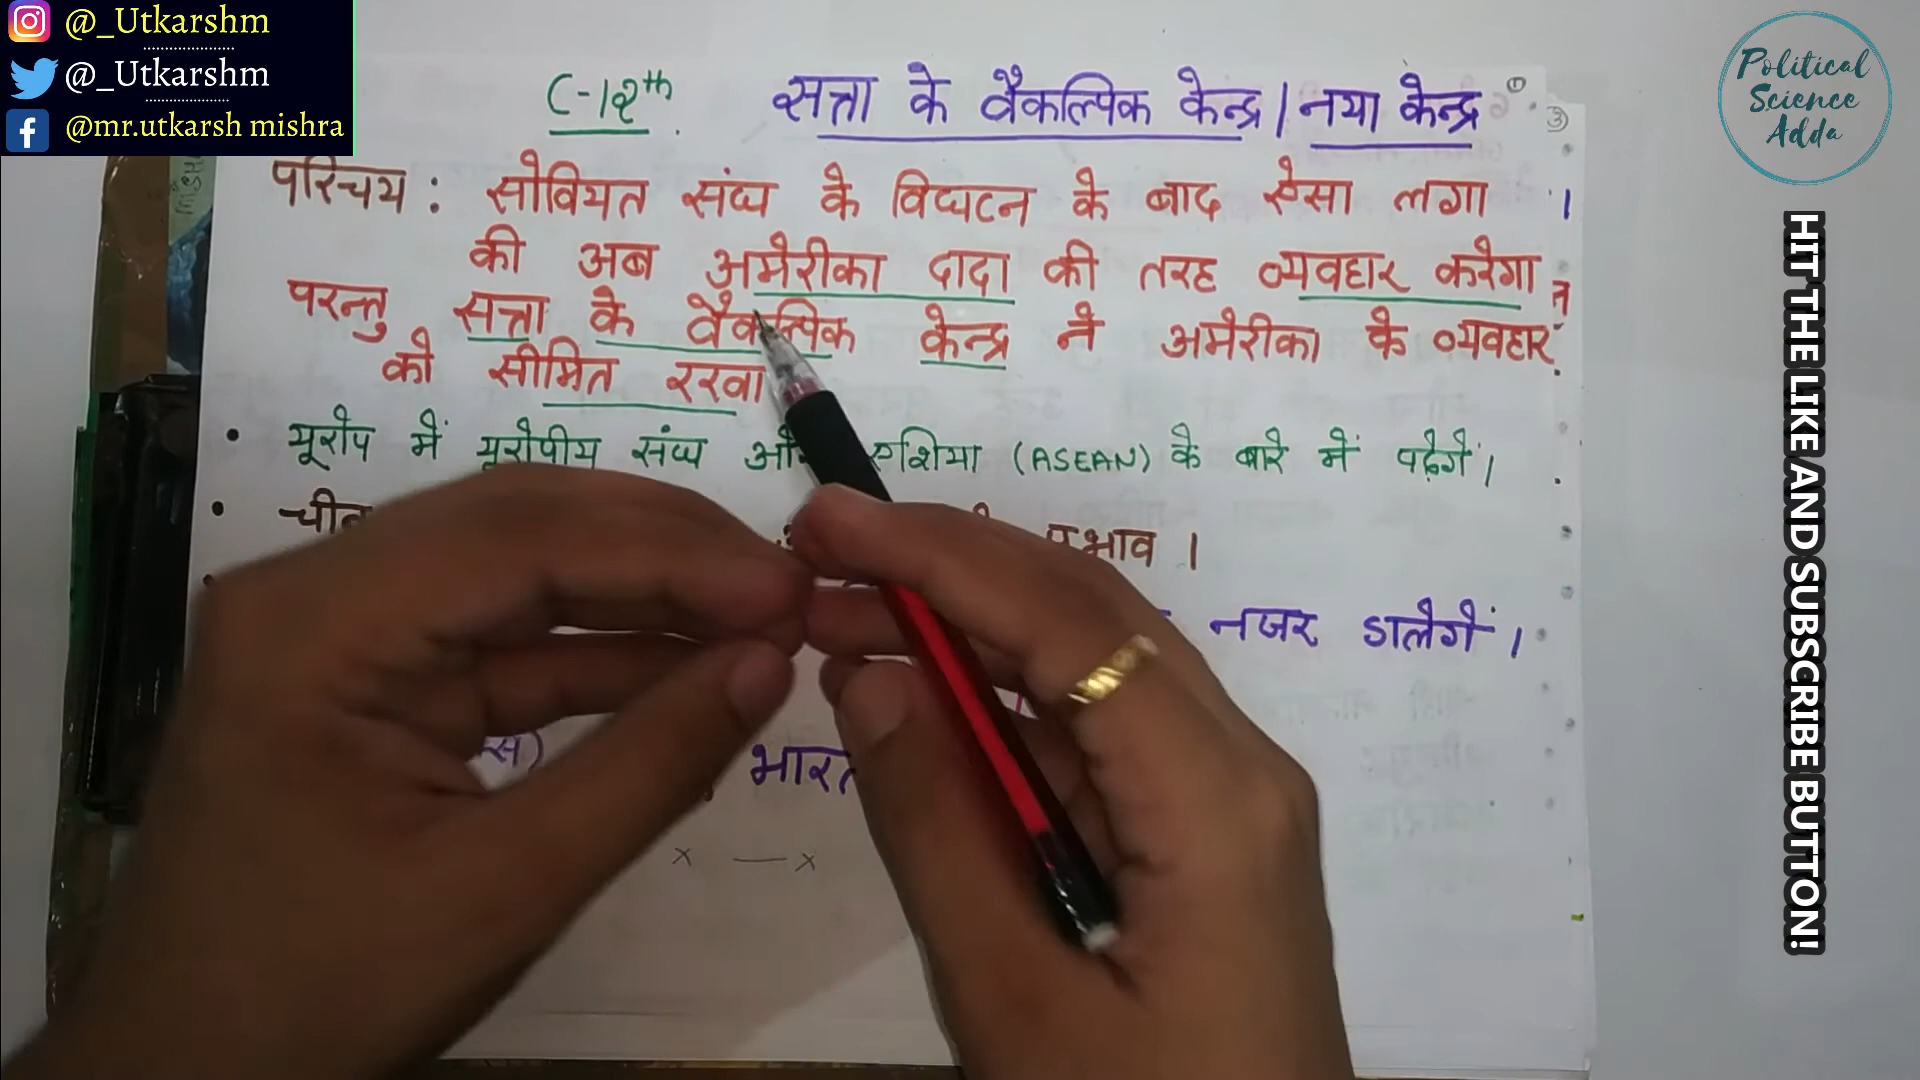 @_Utkarshm
@_Utkarshm
@mr.utkarsh mishra
Political
Science
Adda
C-12th. सत्ता के वैकल्पिक केन्द्र / नया केन्द्र ①
③
परिचय : सोवियत संघ के विघटन के बाद ऐसा लगा
की अब अमेरीका दादा की तरह व्यवहार करेगा
परन्तु सत्ता के वैकल्पिक केन्द्र ने अमेरीका के व्यवहार
को सीमित रखा
• यूरोप में यूरोपीय संघ और एशिया (ASEAN) के बारे में पढ़ेगें।
• प्रभाव ।
नजर डालेगें ।
भारत
x — x
HIT THE LIKE AND SUBSCRIBE BUTTON!